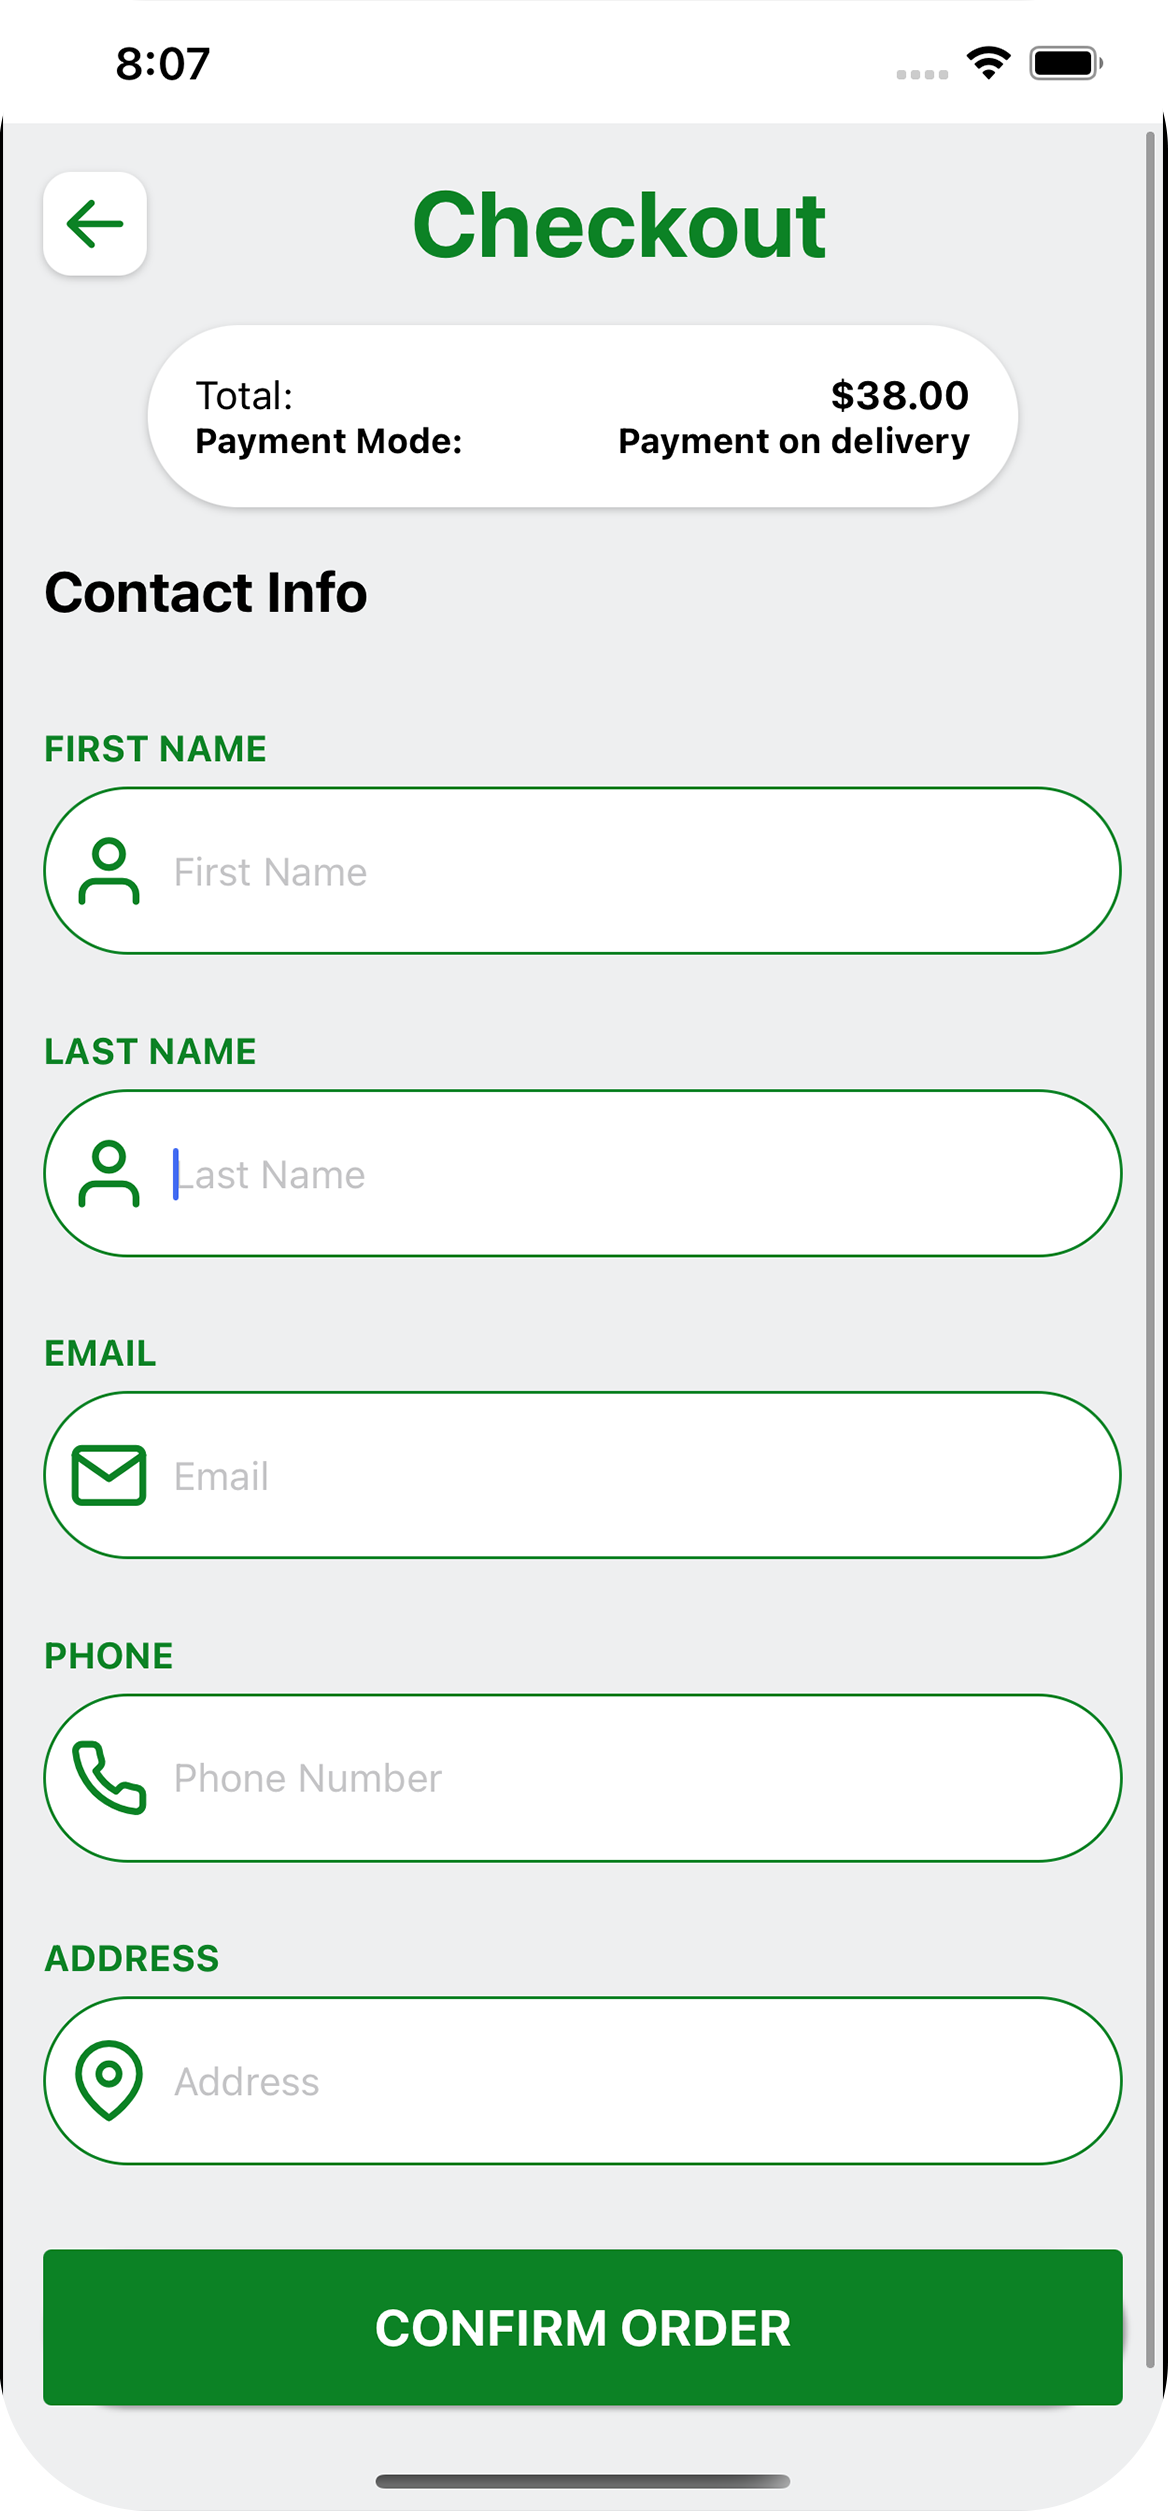 8:07
Checkout
Total: $38.00
Payment Mode: Payment on delivery
Contact Info
FIRST NAME
First Name
LAST NAME
Last Name
EMAIL
Email
PHONE
Phone Number
ADDRESS
Address
CONFIRM ORDER